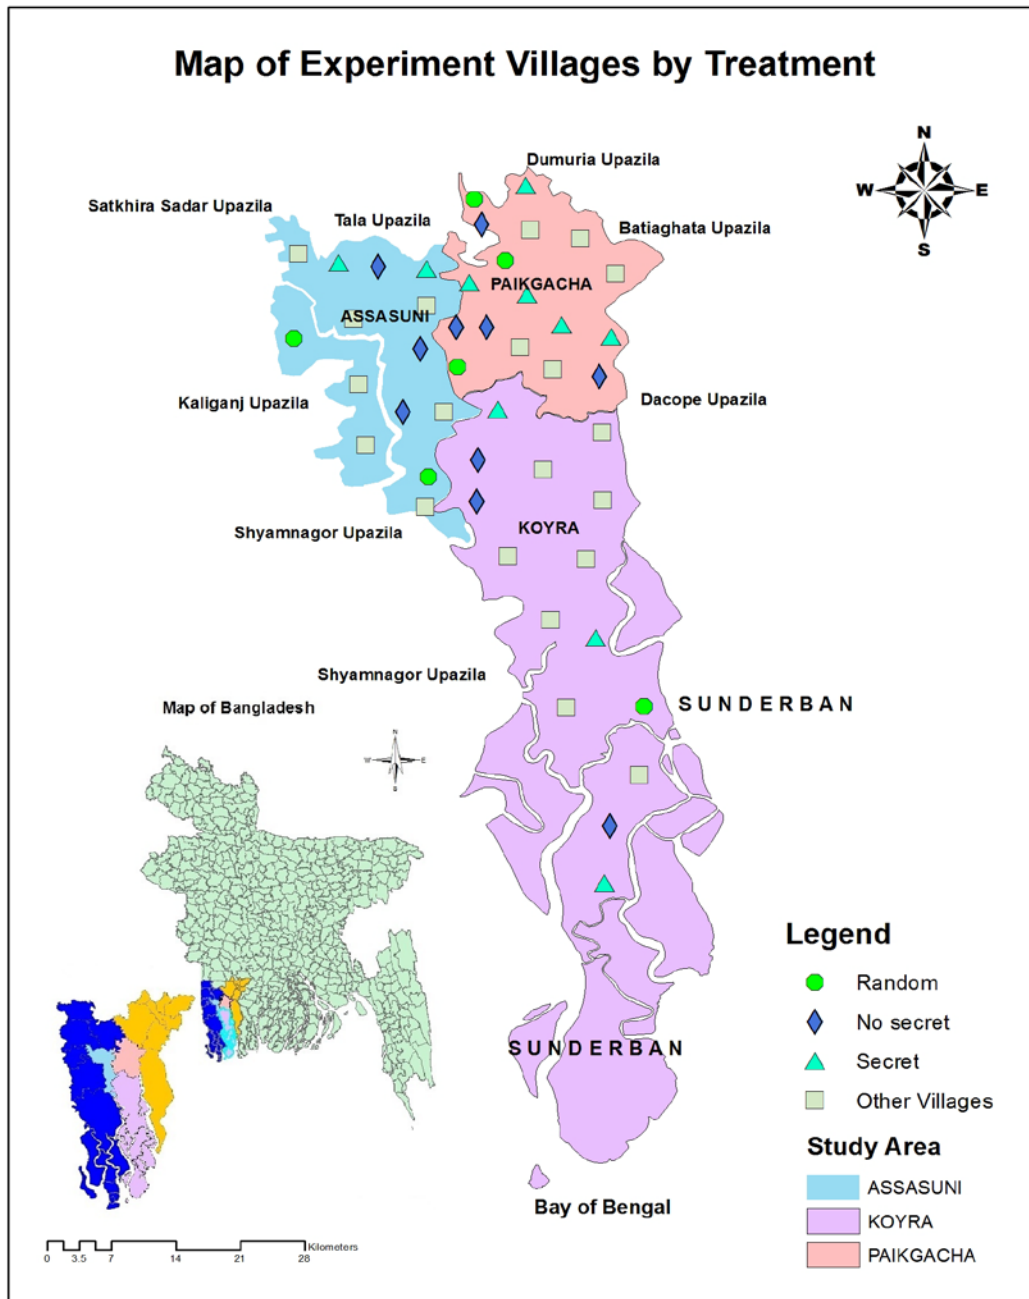 Map of Experiment Villages by Treatment
N
W E
S
Dumuria Upazila
Satkhira Sadar Upazila
Tala Upazila
Batiaghata Upazila
PAIKGACHA
ASSASUNI
Kaliganj Upazila
Dacope Upazila
Shyamnagor Upazila
KOYRA
Shyamnagor Upazila
SUNDERBAN
Map of Bangladesh
N
W E
S
Legend
Random
No secret
Secret
Other Villages
SUNDERBAN
Study Area
ASSASUNI
KOYRA
PAIKGACHA
Bay of Bengal
Kilometers
0 3.5 7 14 21 28